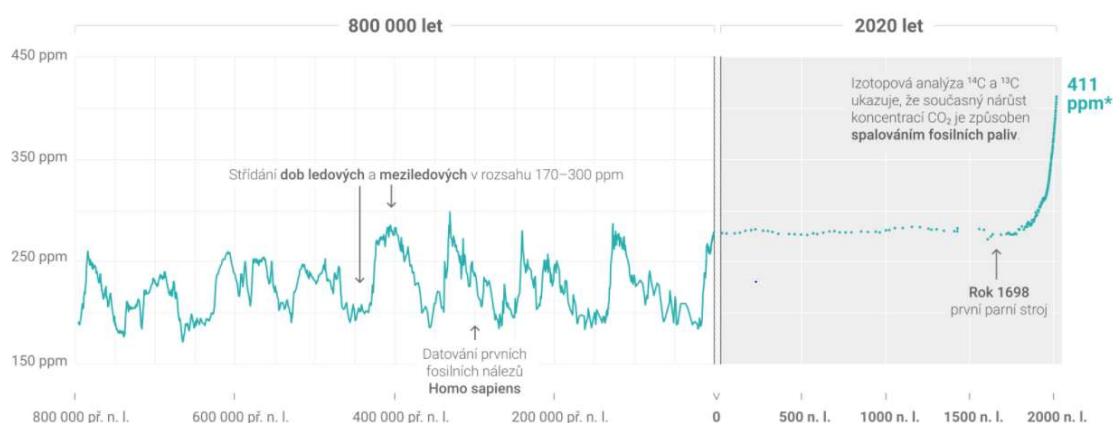 800 000 let
2020 let
450 ppm
350 ppm
250 ppm
150 ppm
Střídání dob ledových a meziledových v rozsahu 170–300 ppm
Datování prvních
fosilních nálezů
Homo sapiens
Izotopová analýza ¹⁴C a ¹³C
ukazuje, že současný nárůst
koncentrací CO₂ je způsoben
spalováním fosilních paliv.
411
ppm*
Rok 1698
první parní stroj
800 000 př. n. l.
600 000 př. n. l.
400 000 př. n. l.
200 000 př. n. l.
0
500 n. l.
1000 n. l.
1500 n. l.
2000 n. l.